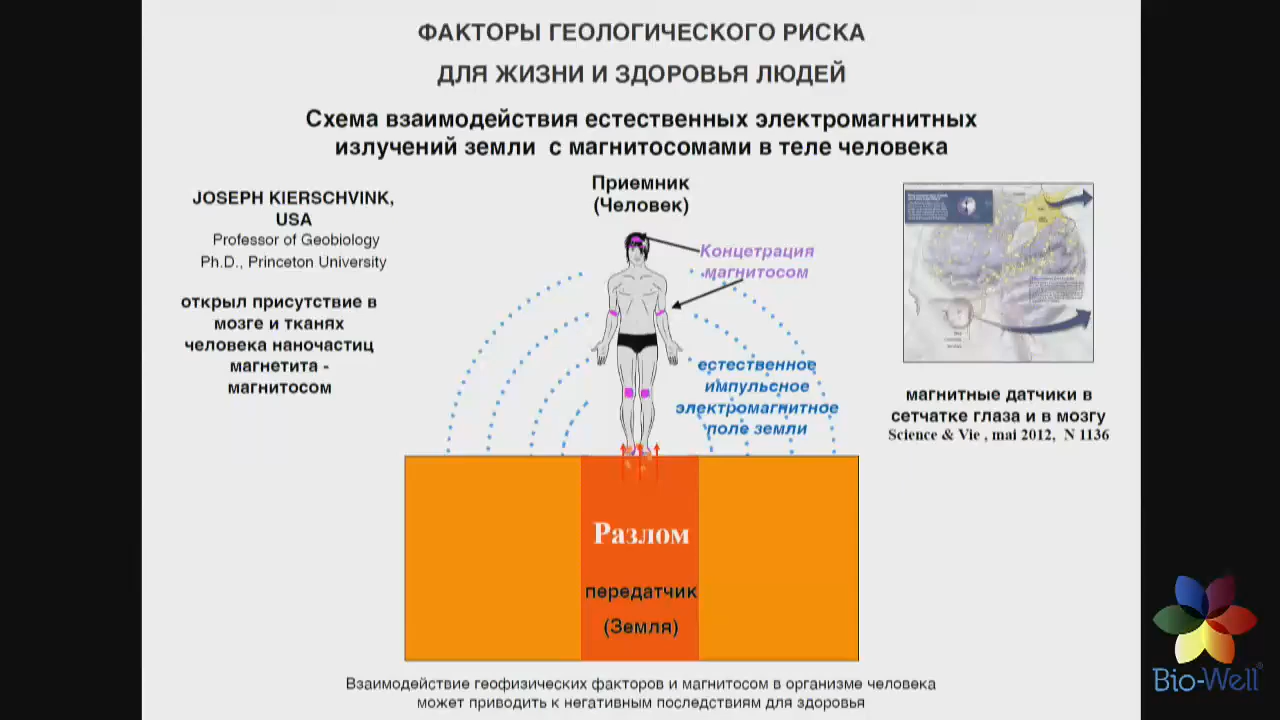 ФАКТОРЫ ГЕОЛОГИЧЕСКОГО РИСКА
ДЛЯ ЖИЗНИ И ЗДОРОВЬЯ ЛЮДЕЙ
Схема взаимодействия естественных электромагнитных
излучений земли с магнитосомами в теле человека
JOSEPH KIERSCHVINK,
USA
Professor of Geobiology
Ph.D., Princeton University
открыл присутствие в
мозге и тканях
человека наночастиц
магнетита -
магнитосом
Приемник
(Человек)
Концетрация
магнитосом
естественное
импульсное
электромагнитное
поле земли
магнитные датчики в
сетчатке глаза и в мозгу
Science & Vie , mai 2012, N 1136
Разлом
передатчик
(Земля)
Взаимодействие геофизических факторов и магнитосом в организме человека
может приводить к негативным последствиям для здоровья
Bio-Well